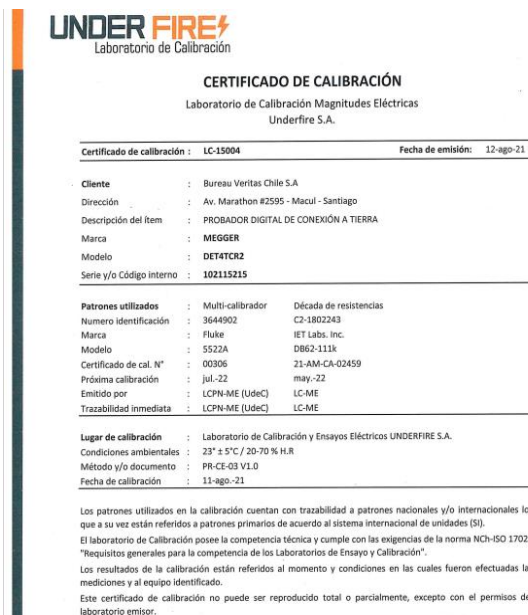 UNDER FIRE
Laboratorio de Calibración
CERTIFICADO DE CALIBRACIÓN
Laboratorio de Calibración Magnitudes Eléctricas
Underfire S.A.
Certificado de calibración : LC-15004 Fecha de emisión: 12-ago-21
Cliente : Bureau Veritas Chile S.A
Dirección : Av. Marathon #2595 - Macul - Santiago
Descripción del ítem : PROBADOR DIGITAL DE CONEXIÓN A TIERRA
Marca : MEGGER
Modelo : DET4TCR2
Serie y/o Código interno : 102115215
Patrones utilizados : Multi-calibrador Década de resistencias
Numero identificación : 3644902 C2-1802243
Marca : Fluke IET Labs. Inc.
Modelo : 5522A DB62-111k
Certificado de cal. N° : 00306 21-AM-CA-02459
Próxima calibración : jul.-22 may.-22
Emitido por : LCPN-ME (UdeC) LC-ME
Trazabilidad inmediata : LCPN-ME (UdeC) LC-ME
Lugar de calibración : Laboratorio de Calibración y Ensayos Eléctricos UNDERFIRE S.A.
Condiciones ambientales : 23° ± 5°C / 20-70 % H.R
Método y/o documento : PR-CE-03 V1.0
Fecha de calibración : 11-ago.-21
Los patrones utilizados en la calibración cuentan con trazabilidad a patrones nacionales y/o internacionales lo
que a su vez están referidos a patrones primarios de acuerdo al sistema internacional de unidades (SI).
El laboratorio de Calibración posee la competencia técnica y cumple con las exigencias de la norma NCh-ISO 1702
"Requisitos generales para la competencia de los Laboratorios de Ensayo y Calibración".
Los resultados de la calibración están referidos al momento y condiciones en las cuales fueron efectuadas la
mediciones y al equipo identificado.
Este certificado de calibración no puede ser reproducido total o parcialmente, excepto con el permisos de
laboratorio emisor.